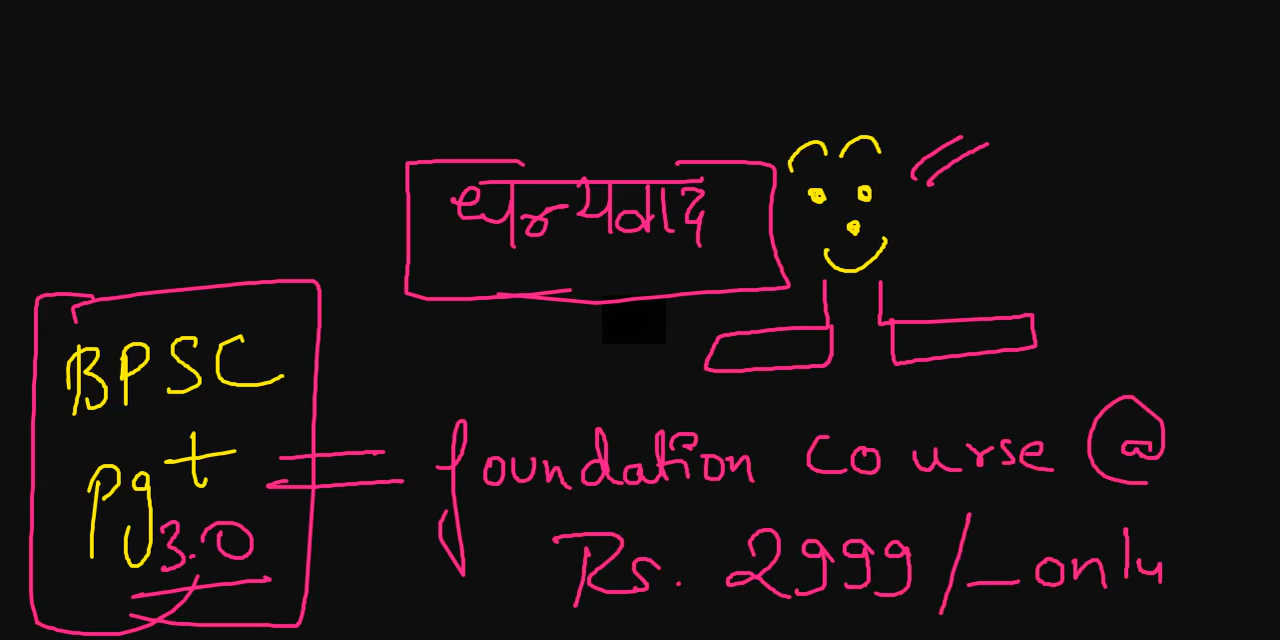 धन्यवाद
BPSC
pgt
3.0
foundation course @
Rs. 2999/_only